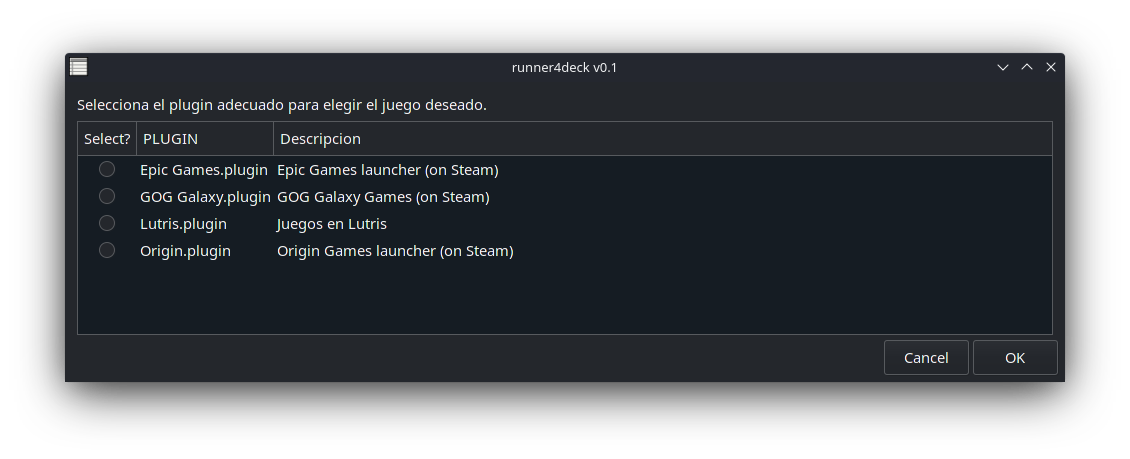 runner4deck v0.1
Selecciona el plugin adecuado para elegir el juego deseado.
Select? PLUGIN Descripcion
Epic Games.plugin Epic Games launcher (on Steam)
GOG Galaxy.plugin GOG Galaxy Games (on Steam)
Lutris.plugin Juegos en Lutris
Origin.plugin Origin Games launcher (on Steam)
Cancel OK